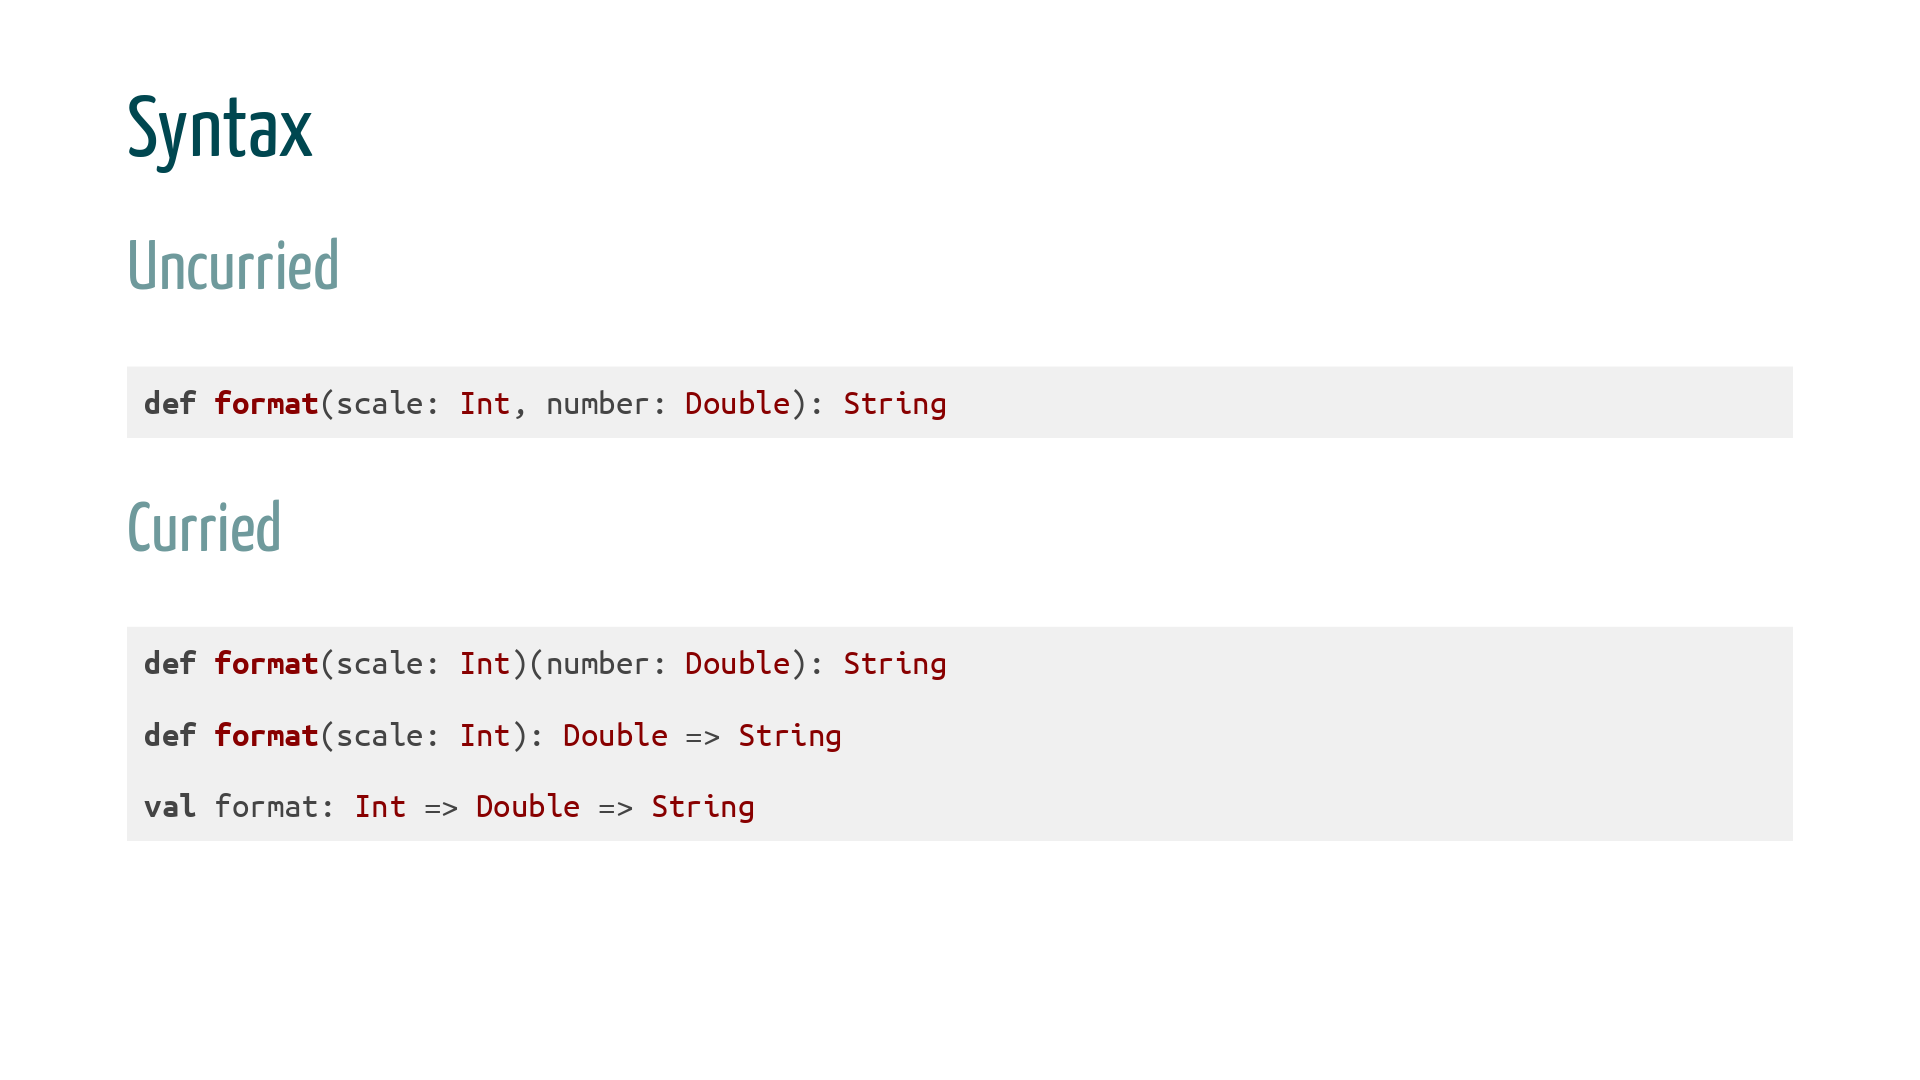 Syntax
Uncurried
def format(scale: Int, number: Double): String
Curried
def format(scale: Int)(number: Double): String
def format(scale: Int): Double => String
val format: Int => Double => String